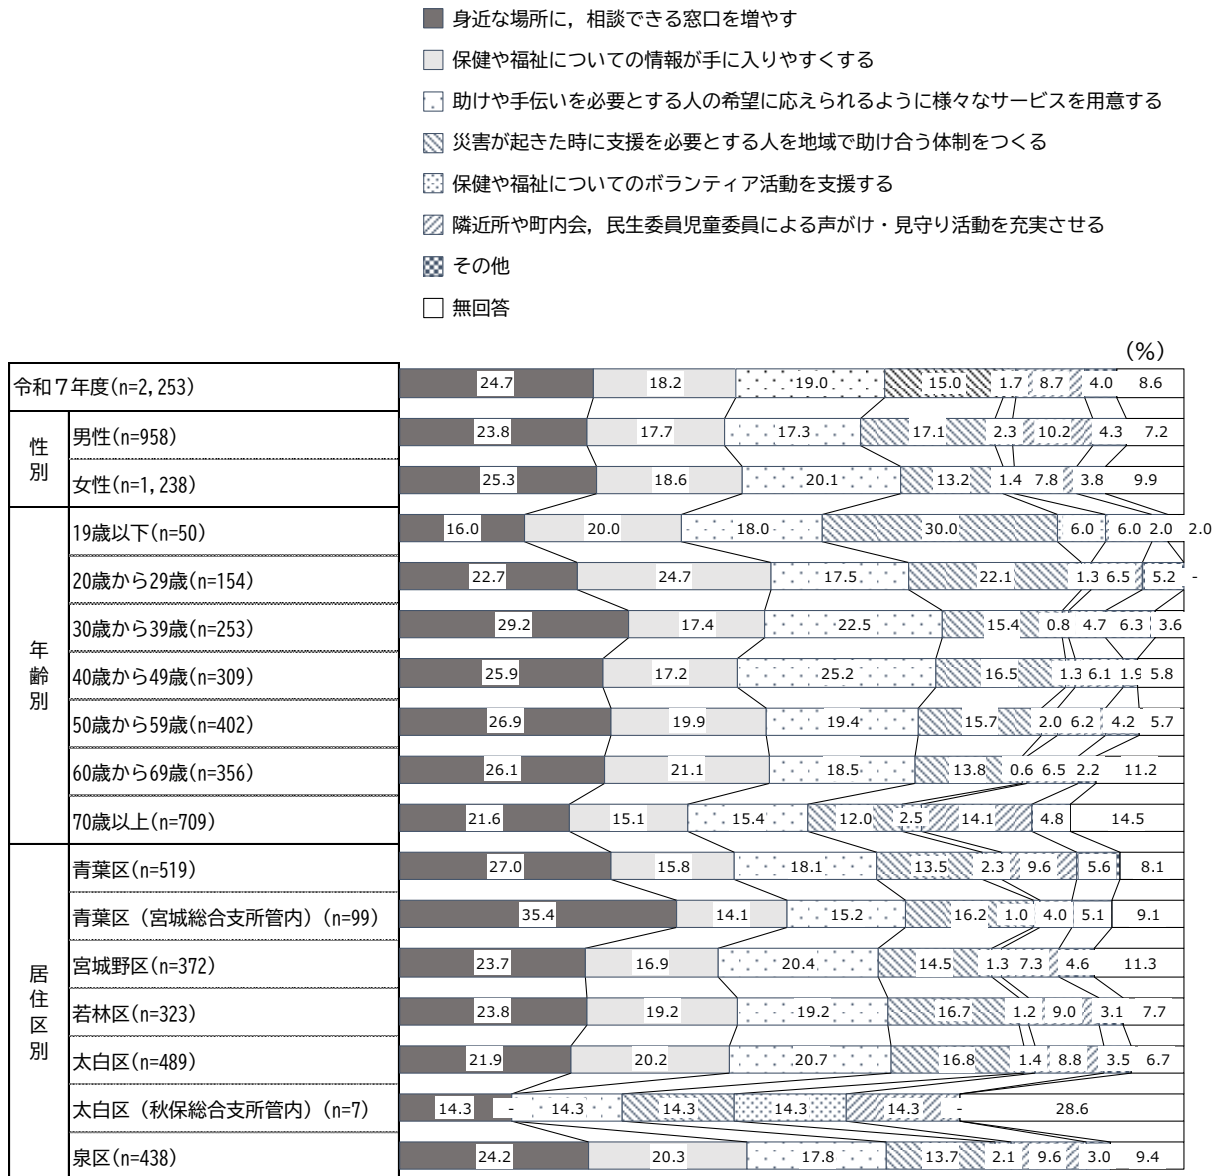 身近な場所に，相談できる窓口を増やす
保健や福祉についての情報が手に入りやすくする
助けや手伝いを必要とする人の希望に応えられるように様々なサービスを用意する
災害が起きた時に支援を必要とする人を地域で助け合う体制をつくる
保健や福祉についてのボランティア活動を支援する
隣近所や町内会，民生委員児童委員による声がけ・見守り活動を充実させる
その他
無回答
（%）
令和７年度(n=2,253) 24.7 18.2 19.0 15.0 1.7 8.7 4.0 8.6
性別
男性(n=958) 23.8 17.7 17.3 17.1 2.3 10.2 4.3 7.2
女性(n=1,238) 25.3 18.6 20.1 13.2 1.4 7.8 3.8 9.9
年齢別
19歳以下(n=50) 16.0 20.0 18.0 30.0 6.0 6.0 2.0 2.0
20歳から29歳(n=154) 22.7 24.7 17.5 22.1 1.3 6.5 5.2 -
30歳から39歳(n=253) 29.2 17.4 22.5 15.4 0.8 4.7 6.3 3.6
40歳から49歳(n=309) 25.9 17.2 25.2 16.5 1.3 6.1 1.9 5.8
50歳から59歳(n=402) 26.9 19.9 19.4 15.7 2.0 6.2 4.2 5.7
60歳から69歳(n=356) 26.1 21.1 18.5 13.8 0.6 6.5 2.2 11.2
70歳以上(n=709) 21.6 15.1 15.4 12.0 2.5 14.1 4.8 14.5
居住区別
青葉区(n=519) 27.0 15.8 18.1 13.5 2.3 9.6 5.6 8.1
青葉区（宮城総合支所管内）(n=99) 35.4 14.1 15.2 16.2 1.0 4.0 5.1 9.1
宮城野区(n=372) 23.7 16.9 20.4 14.5 1.3 7.3 4.6 11.3
若林区(n=323) 23.8 19.2 19.2 16.7 1.2 9.0 3.1 7.7
太白区(n=489) 21.9 20.2 20.7 16.8 1.4 8.8 3.5 6.7
太白区（秋保総合支所管内）(n=7) 14.3 - 14.3 14.3 14.3 14.3 - 28.6
泉区(n=438) 24.2 20.3 17.8 13.7 2.1 9.6 3.0 9.4